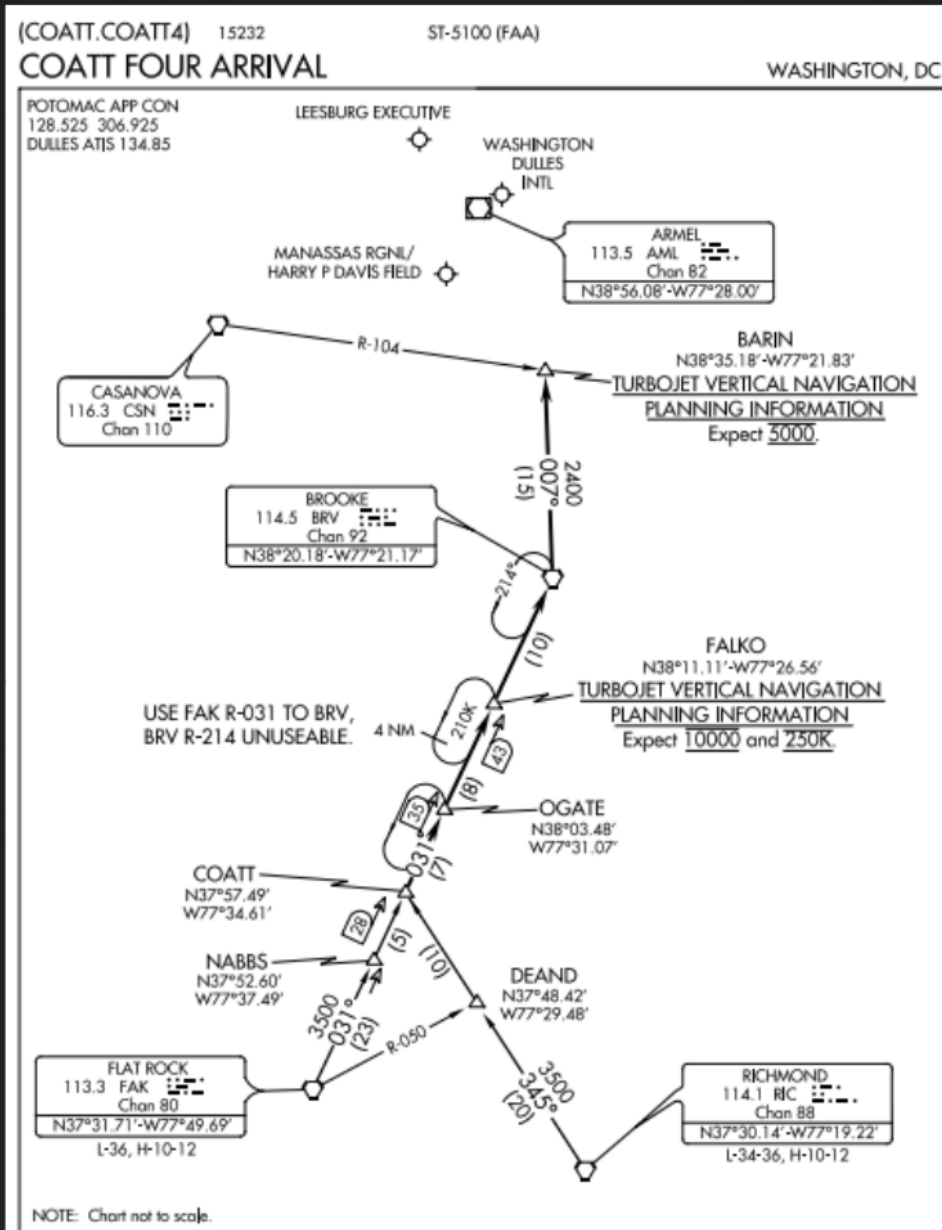 (COATT.COATT4) 15232 ST-5100 (FAA)
COATT FOUR ARRIVAL WASHINGTON, DC
POTOMAC APP CON
128.525 306.925
DULLES ATIS 134.85
LEESBURG EXECUTIVE
WASHINGTON
DULLES
INTL
ARMEL
113.5 AML
Chan 82
N38°56.08'-W77°28.00'
MANASSAS RGNL/
HARRY P DAVIS FIELD
R-104
BARIN
N38°35.18'-W77°21.83'
TURBOJET VERTICAL NAVIGATION
PLANNING INFORMATION
Expect 5000.
CASANOVA
116.3 CSN
Chan 110
2400
007°
(15)
BROOKE
114.5 BRV
Chan 92
N38°20.18'-W77°21.17'
214°
(10)
FALKO
N38°11.11'-W77°26.56'
TURBOJET VERTICAL NAVIGATION
PLANNING INFORMATION
Expect 10000 and 250K.
USE FAK R-031 TO BRV,
BRV R-214 UNUSEABLE.
4 NM
210K
43
(8)
OGATE
N38°03.48'
W77°31.07'
35
031°
(7)
COATT
N37°57.49'
W77°34.61'
28
(5)
(10)
NABBS
N37°52.60'
W77°37.49'
DEAND
N37°48.42'
W77°29.48'
3500
031°
(23)
R-050
3500
345°
(20)
FLAT ROCK
113.3 FAK
Chan 80
N37°31.71'-W77°49.69'
L-36, H-10-12
RICHMOND
114.1 RIC
Chan 88
N37°30.14'-W77°19.22'
L-34-36, H-10-12
NOTE: Chart not to scale.